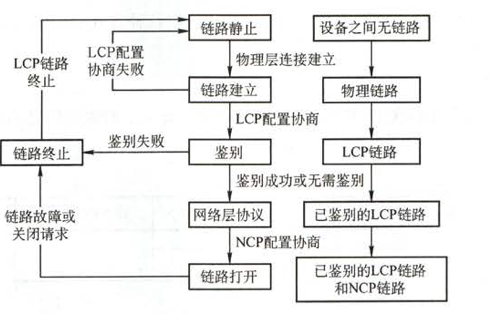 链路静止
设备之间无链路
LCP配置
协商失败
LCP链路
终止
物理层连接建立
链路建立
物理链路
LCP配置协商
鉴别失败
链路终止
鉴别
LCP链路
鉴别成功或无需鉴别
链路故障或
关闭请求
网络层协议
已鉴别的LCP链路
NCP配置协商
链路打开
已鉴别的LCP链路
和NCP链路